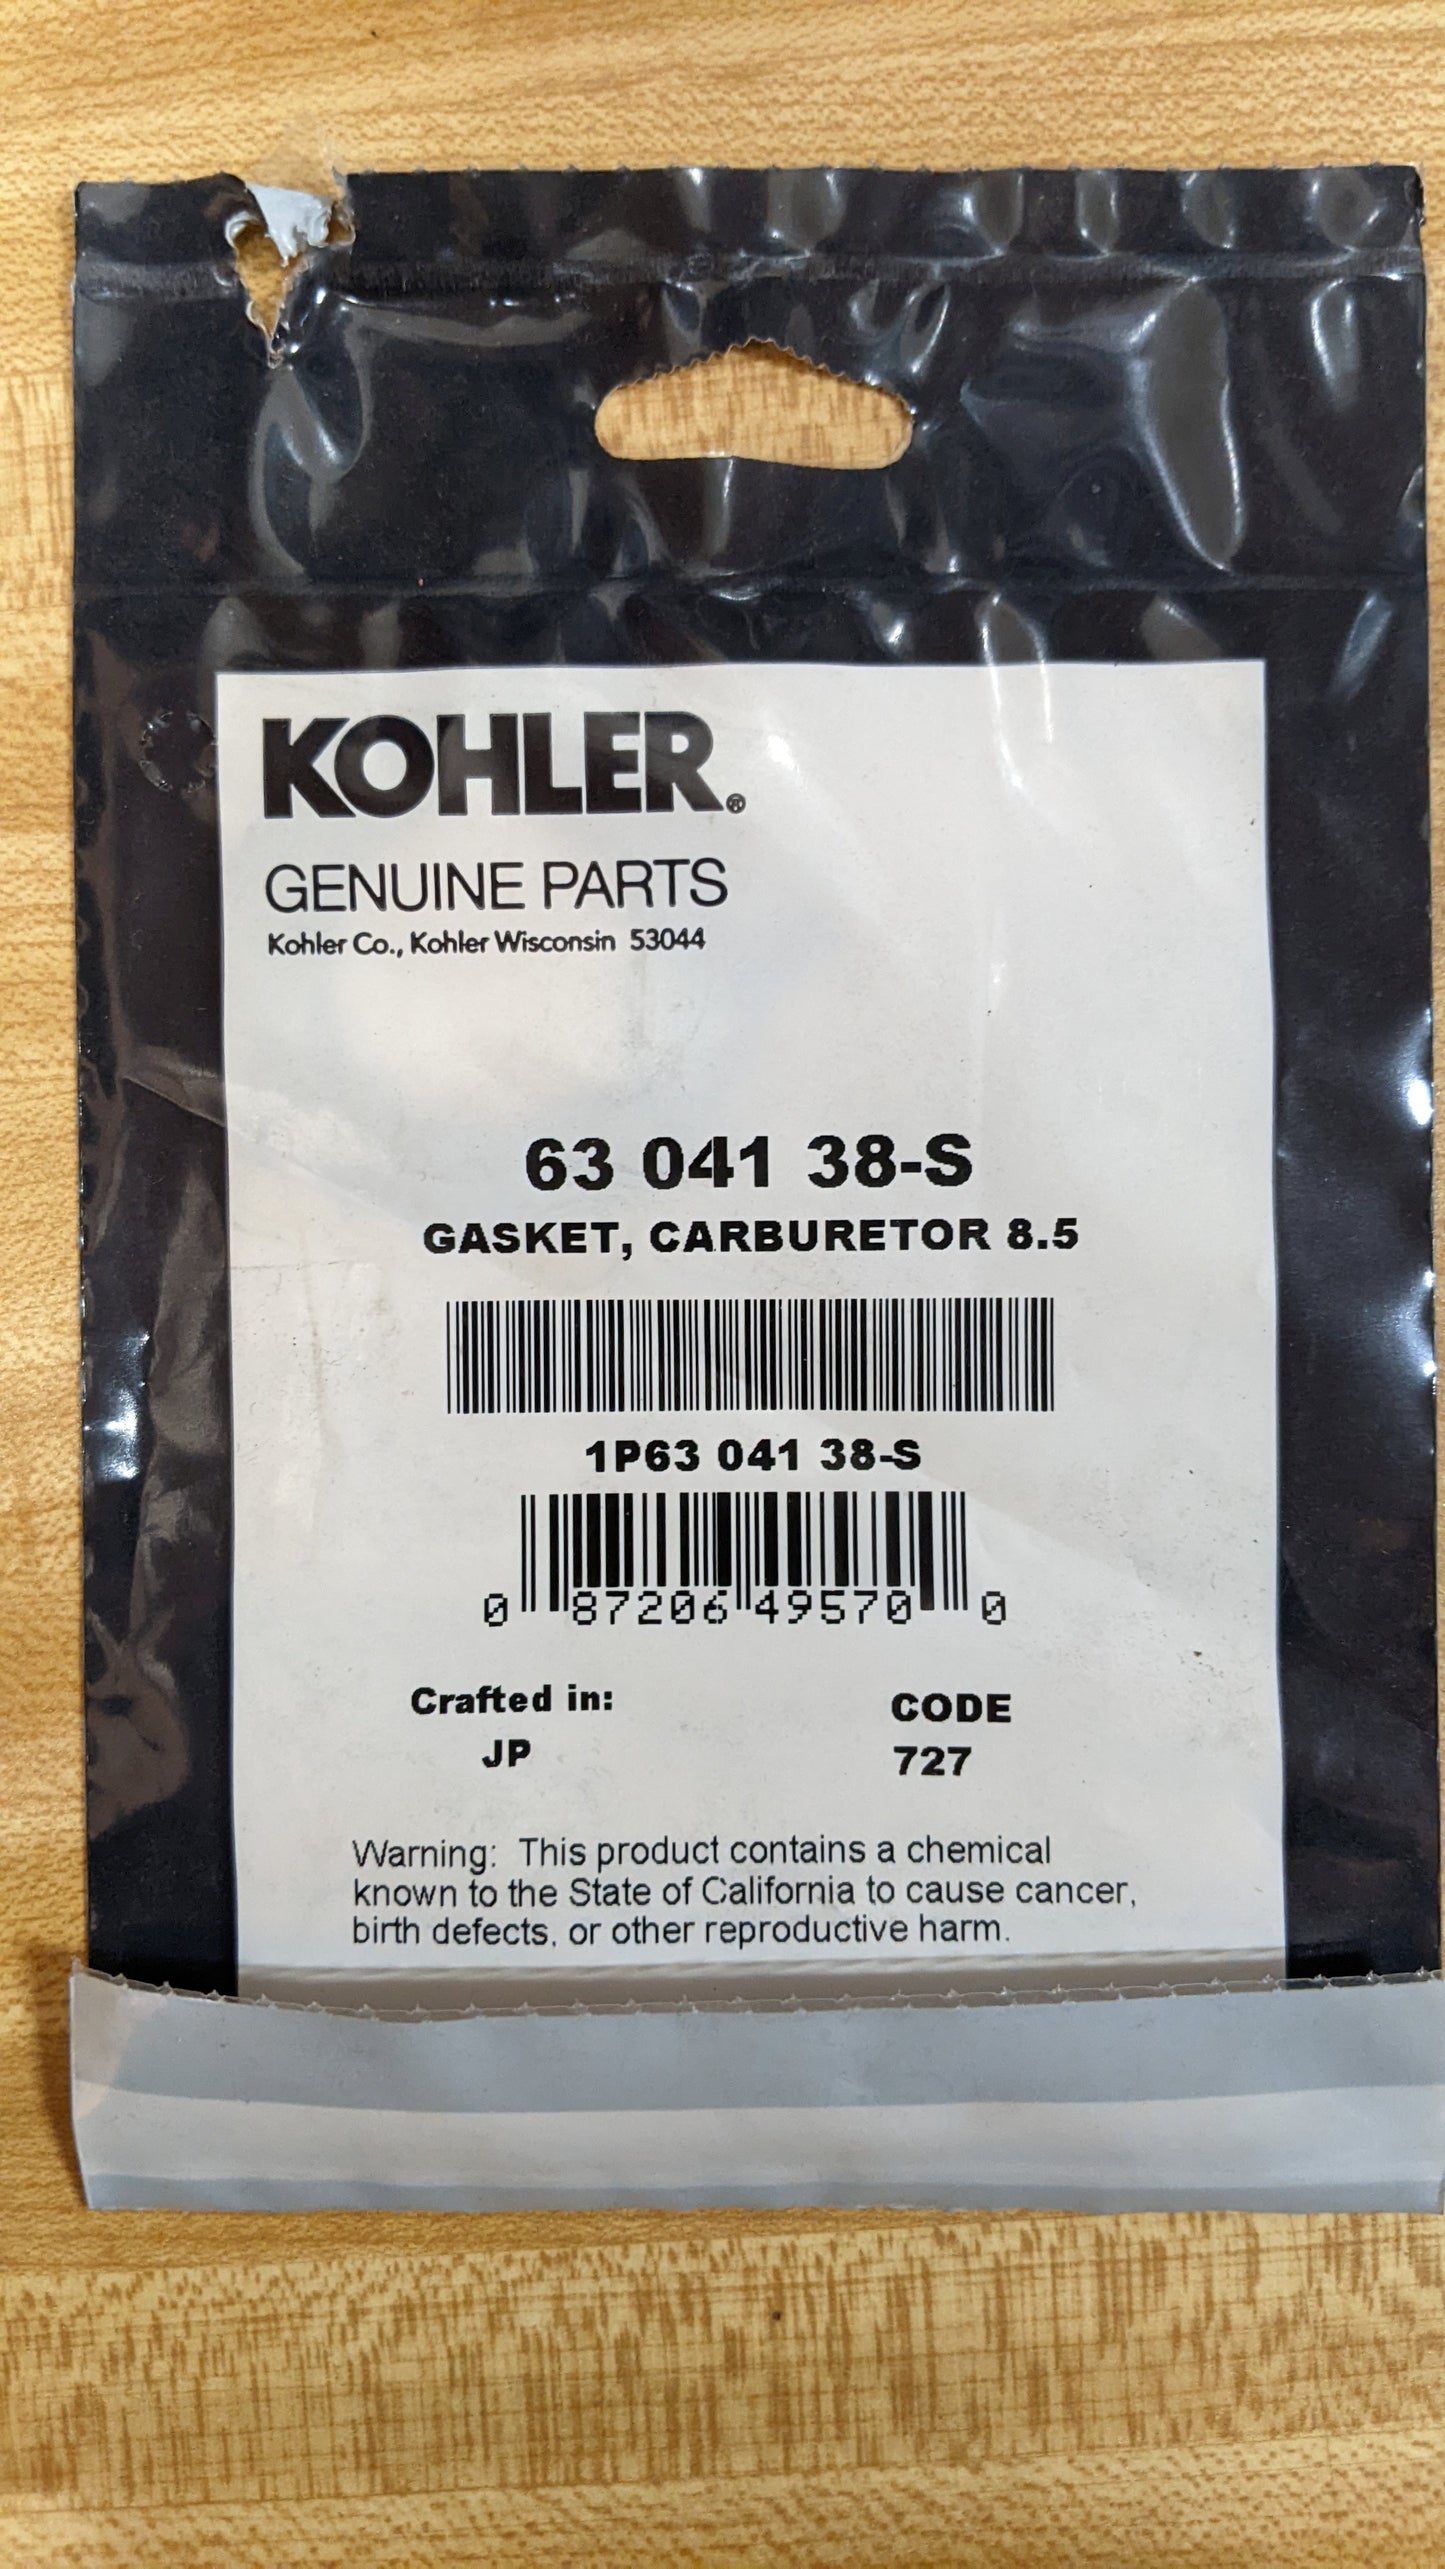 KOHLER®
GENUINE PARTS
Kohler Co., Kohler Wisconsin 53044
63 041 38-S
GASKET, CARBURETOR 8.5
1P63 041 38-S
0 87206 49570 0
Crafted in: CODE
JP 727
Warning: This product contains a chemical
known to the State of California to cause cancer,
birth defects, or other reproductive harm.